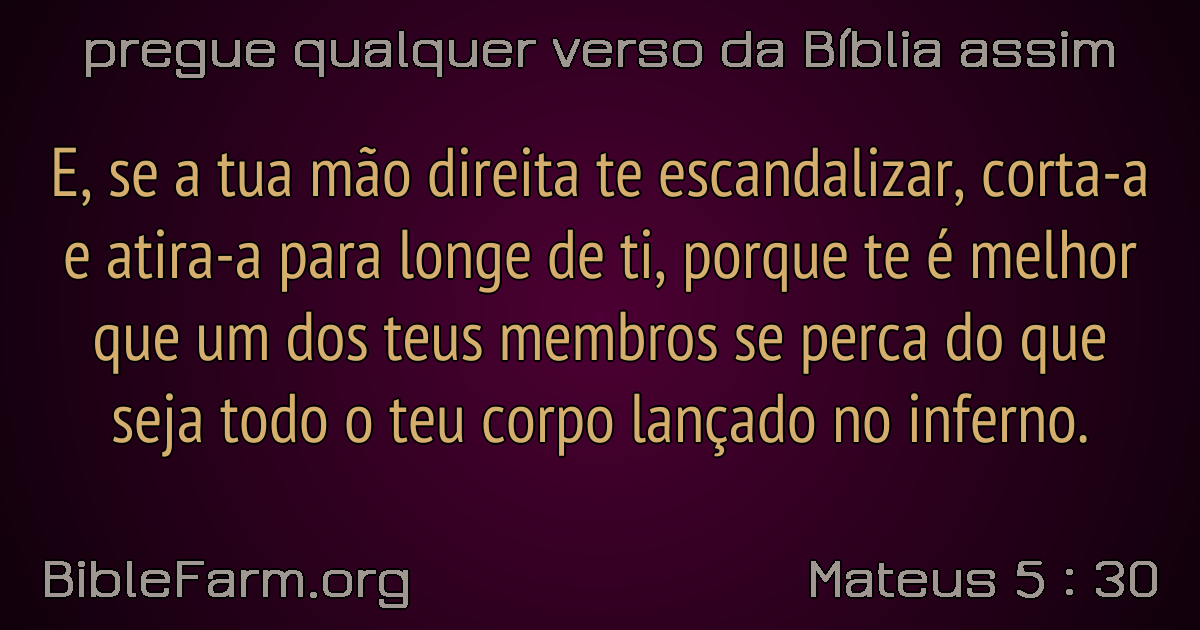 pregue qualquer verso da Bíblia assim
E, se a tua mão direita te escandalizar, corta-a
e atira-a para longe de ti, porque te é melhor
que um dos teus membros se perca do que
seja todo o teu corpo lançado no inferno.
BibleFarm.org
Mateus 5 : 30